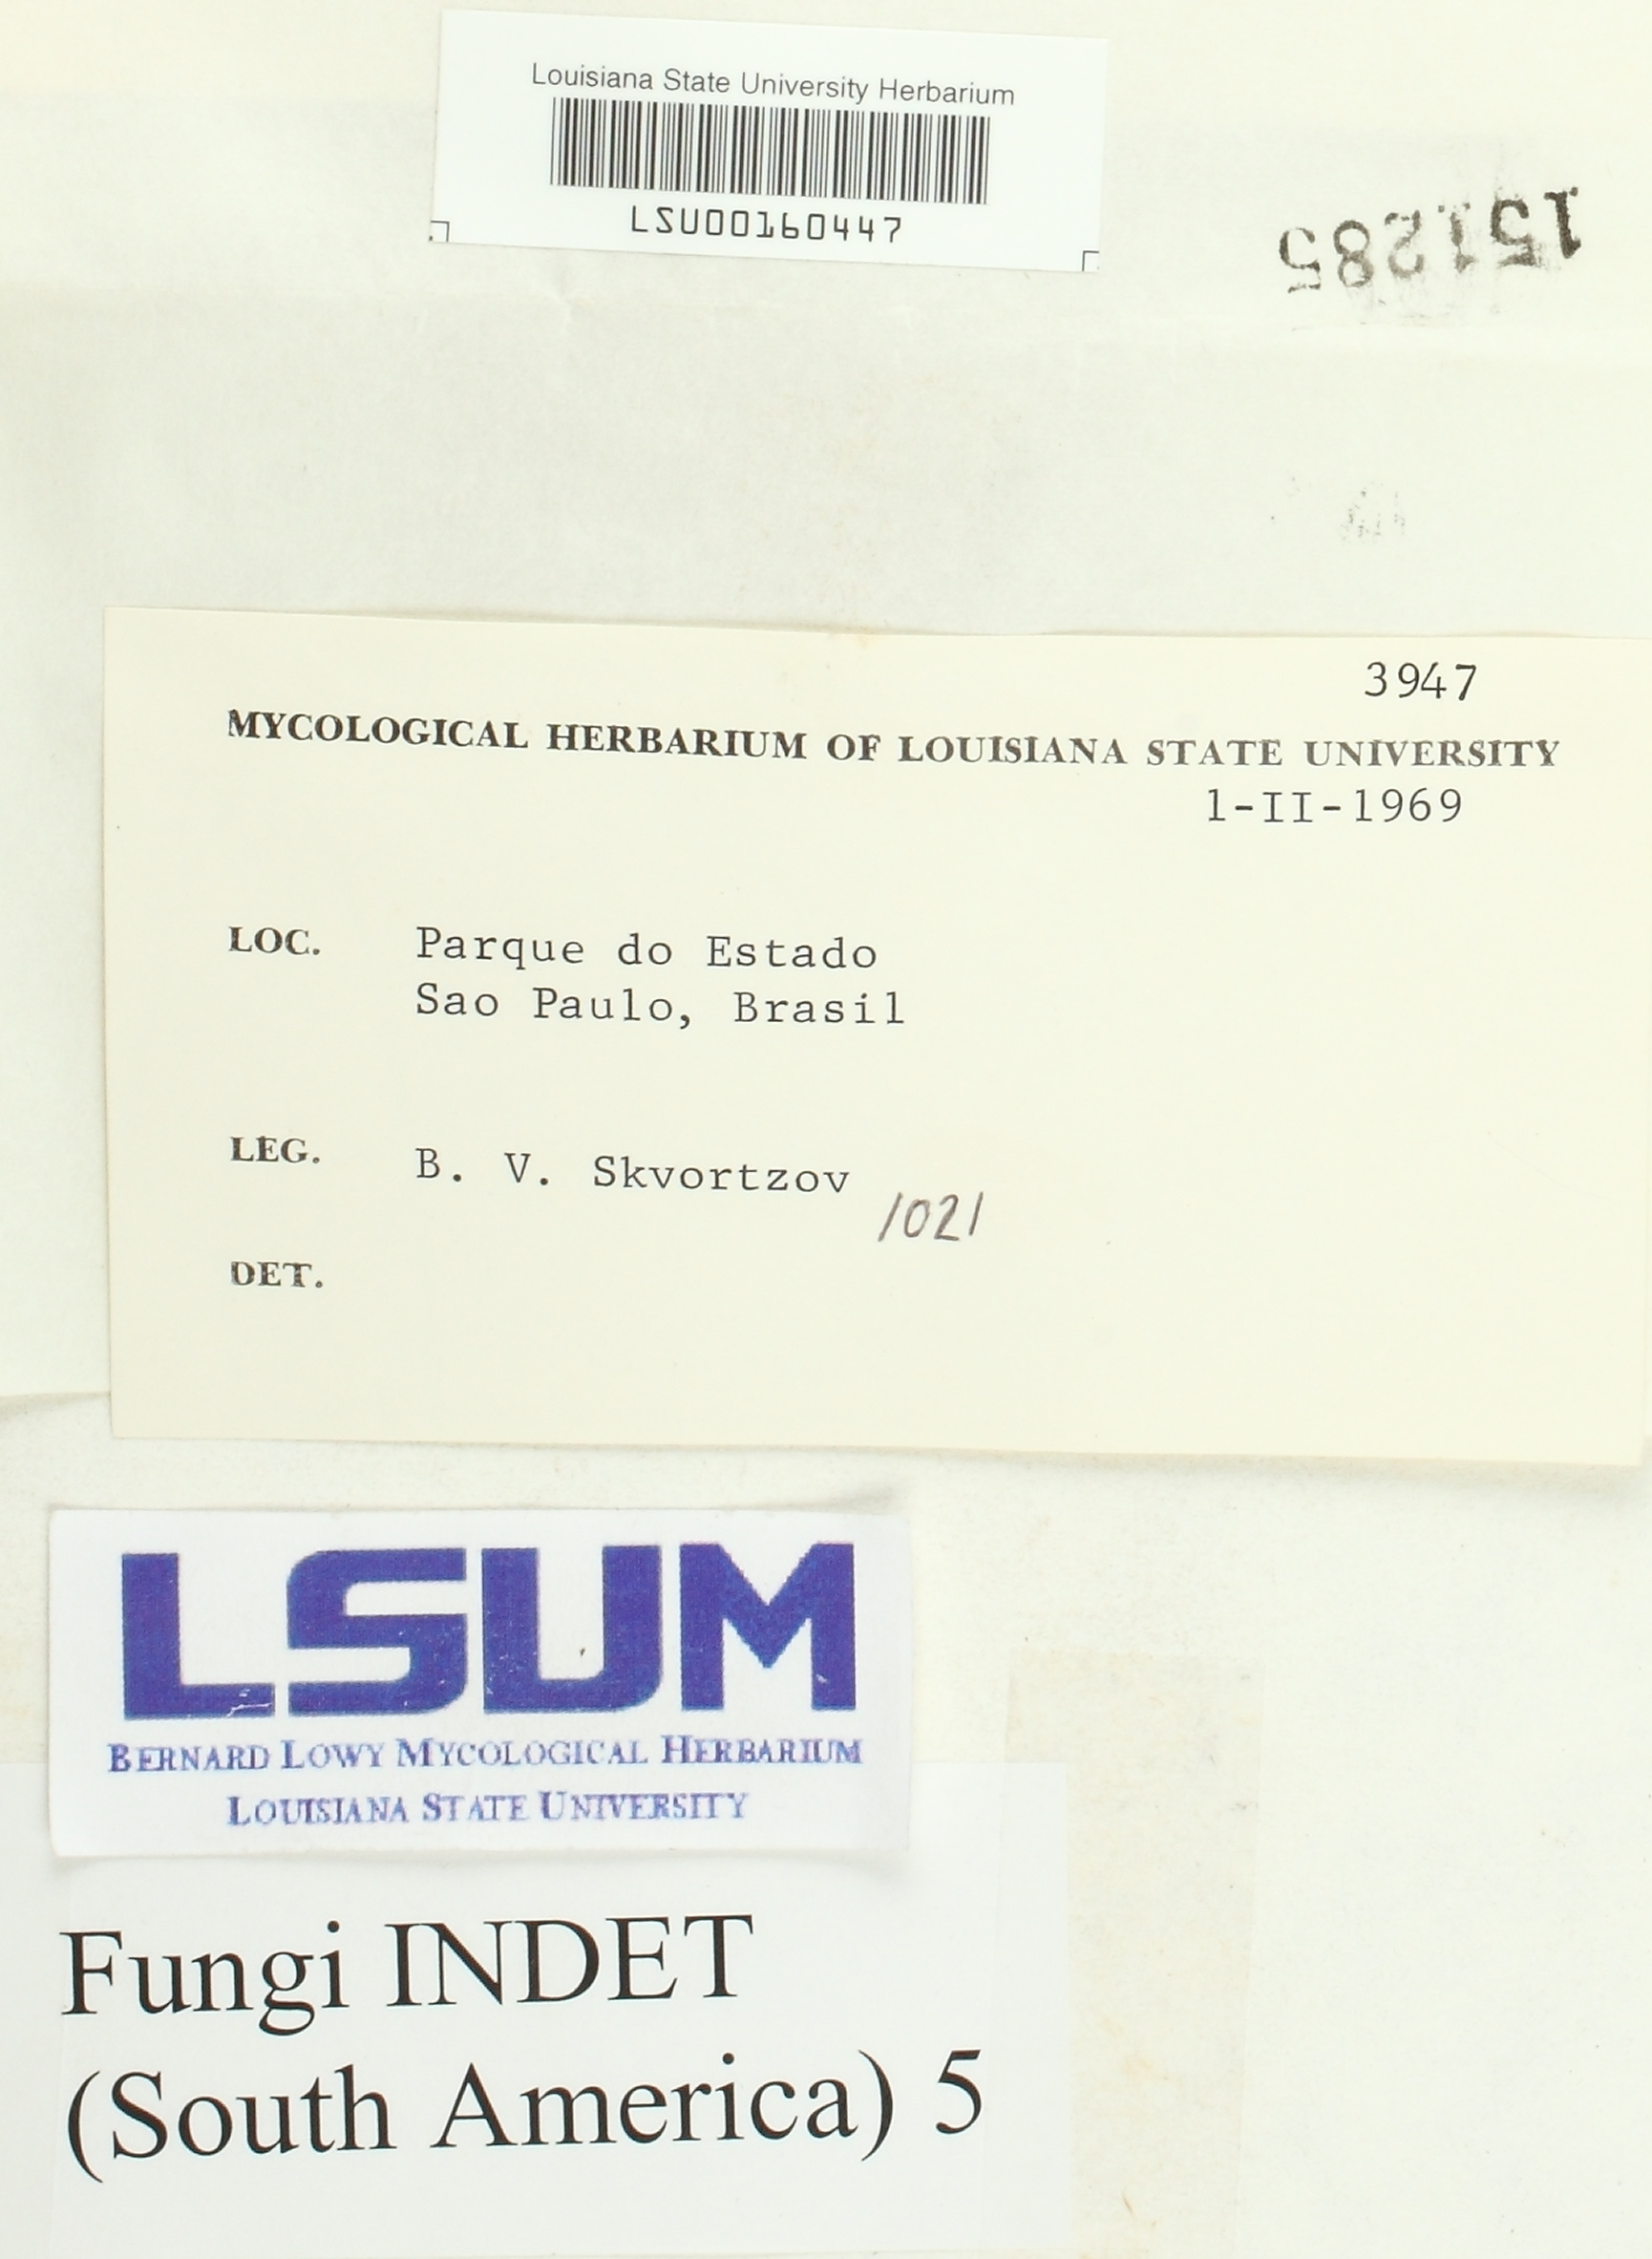 Louisiana State University Herbarium
LSU00160447
151285
3947
MYCOLOGICAL HERBARIUM OF LOUISIANA STATE UNIVERSITY
1-II-1969
LOC. Parque do Estado
Sao Paulo, Brasil
LEG. B. V. Skvortzov
1021
DET.
LSUM
BERNARD LOWY MYCOLOGICAL HERBARIUM
LOUISIANA STATE UNIVERSITY
Fungi INDET
(South America) 5